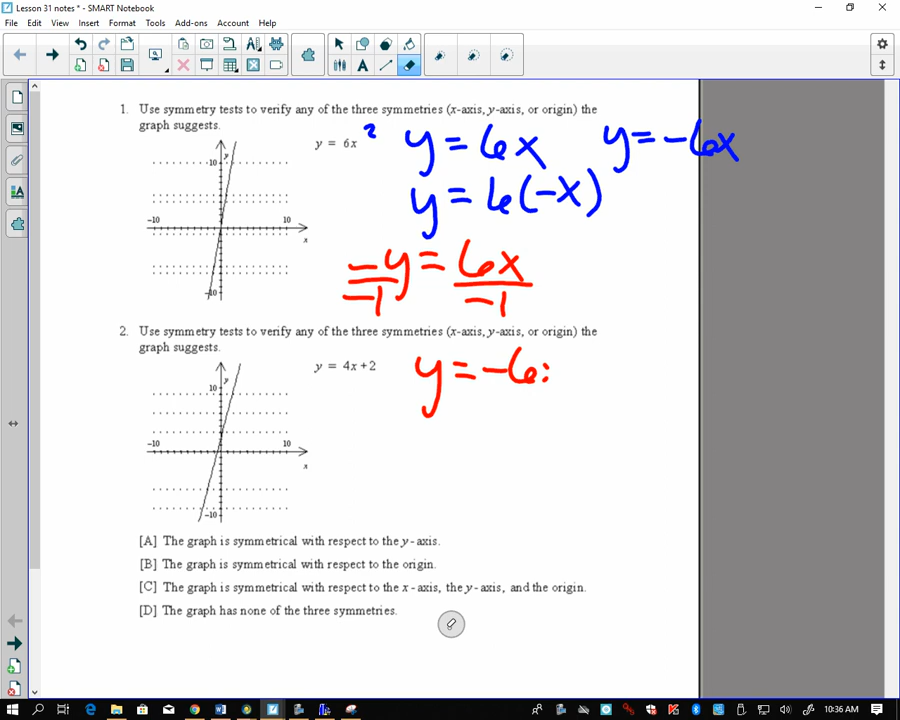 Lesson 31 notes * - SMART Notebook
File Edit View Insert Format Tools Add-ons Account Help
1. Use symmetry tests to verify any of the three symmetries (x-axis, y-axis, or origin) the
graph suggests.
y = 6x ² y = 6x y = -6x
y = 6(-x)
10
y
-10 10
x
-10
-y = 6x
-1 -1
2. Use symmetry tests to verify any of the three symmetries (x-axis, y-axis, or origin) the
graph suggests.
y = 4x+2 y = -6
10
y
-10 10
x
-10
[A] The graph is symmetrical with respect to the y-axis.
[B] The graph is symmetrical with respect to the origin.
[C] The graph is symmetrical with respect to the x-axis, the y-axis, and the origin.
[D] The graph has none of the three symmetries.
10:36 AM